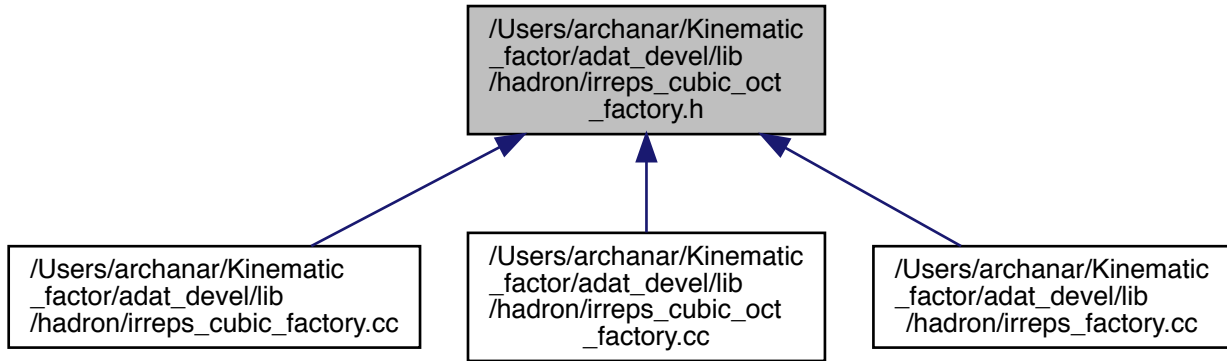 /Users/archanar/Kinematic
_factor/adat_devel/lib
/hadron/irreps_cubic_oct
_factory.h
/Users/archanar/Kinematic
_factor/adat_devel/lib
/hadron/irreps_cubic_factory.cc
/Users/archanar/Kinematic
_factor/adat_devel/lib
/hadron/irreps_cubic_oct
_factory.cc
/Users/archanar/Kinematic
_factor/adat_devel/lib
/hadron/irreps_factory.cc